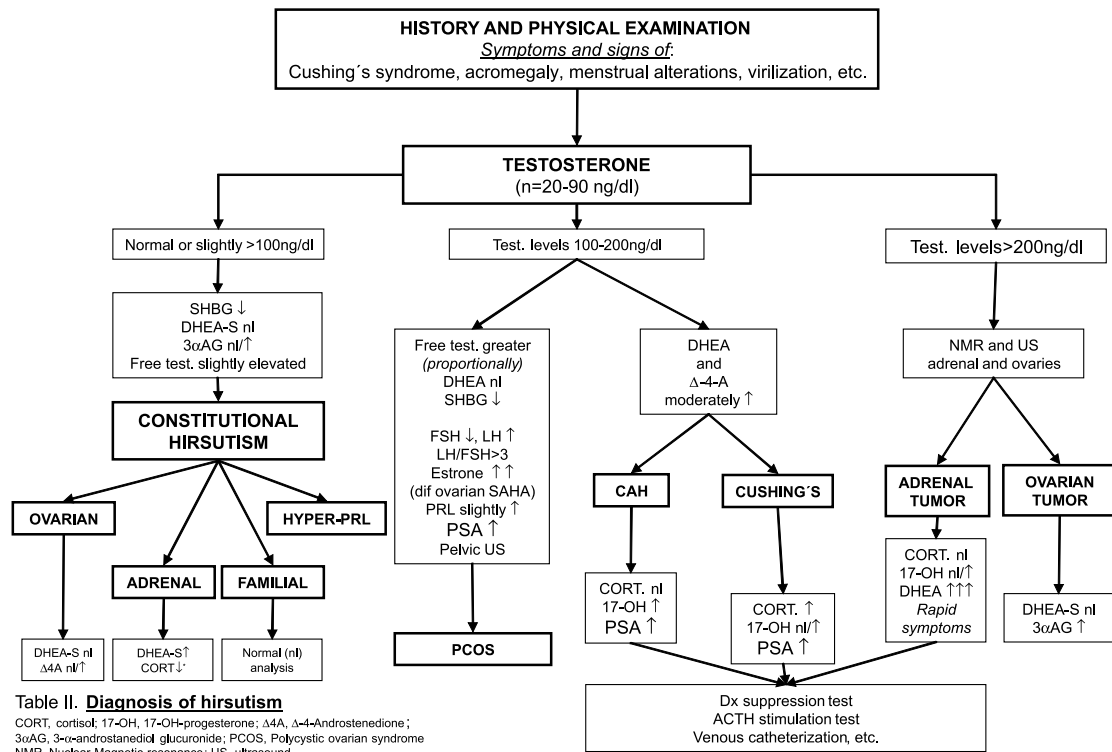 HISTORY AND PHYSICAL EXAMINATION
Symptoms and signs of:
Cushing´s syndrome, acromegaly, menstrual alterations, virilization, etc.
TESTOSTERONE
(n=20-90 ng/dl)
Normal or slightly >100ng/dl
SHBG ↓
DHEA-S nl
3αAG nl/↑
Free test. slightly elevated
CONSTITUTIONAL
HIRSUTISM
OVARIAN
HYPER-PRL
ADRENAL
FAMILIAL
DHEA-S nl
Δ4A nl/↑
DHEA-S↑
CORT↓*
Normal (nl)
analysis
Test. levels 100-200ng/dl
Free test. greater
(proportionally)
DHEA nl
SHBG ↓
FSH ↓, LH ↑
LH/FSH>3
Estrone ↑ ↑
(dif ovarian SAHA)
PRL slightly ↑
PSA ↑
Pelvic US
PCOS
DHEA
and
Δ-4-A
moderately ↑
CAH
CUSHING´S
CORT. nl
17-OH ↑
PSA ↑
CORT. ↑
17-OH nl/↑
PSA ↑
Test. levels>200ng/dl
NMR and US
adrenal and ovaries
ADRENAL
TUMOR
OVARIAN
TUMOR
CORT. nl
17-OH nl/↑
DHEA ↑↑↑
Rapid
symptoms
DHEA-S nl
3αAG ↑
Dx suppression test
ACTH stimulation test
Venous catheterization, etc.
Table II. Diagnosis of hirsutism
CORT, cortisol; 17-OH, 17-OH-progesterone; Δ4A, Δ-4-Androstenedione;
3αAG, 3-α-androstanediol glucuronide; PCOS, Polycystic ovarian syndrome
NMR, Nuclear Magnetic resonance; US, ultrasound